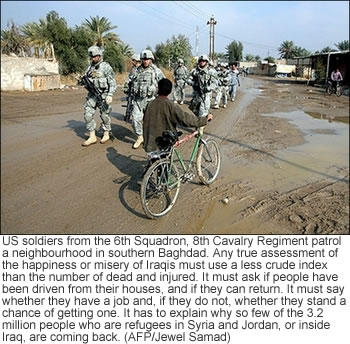 US soldiers from the 6th Squadron, 8th Cavalry Regiment patrol
a neighbourhood in southern Baghdad. Any true assessment of
the happiness or misery of Iraqis must use a less crude index
than the number of dead and injured. It must ask if people have
been driven from their houses, and if they can return. It must say
whether they have a job and, if they do not, whether they stand a
chance of getting one. It has to explain why so few of the 3.2
million people who are refugees in Syria and Jordan, or inside
Iraq, are coming back. (AFP/Jewel Samad)